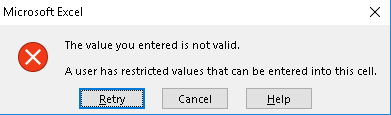 Microsoft Excel
The value you entered is not valid.
A user has restricted values that can be entered into this cell.
Retry
Cancel
Help